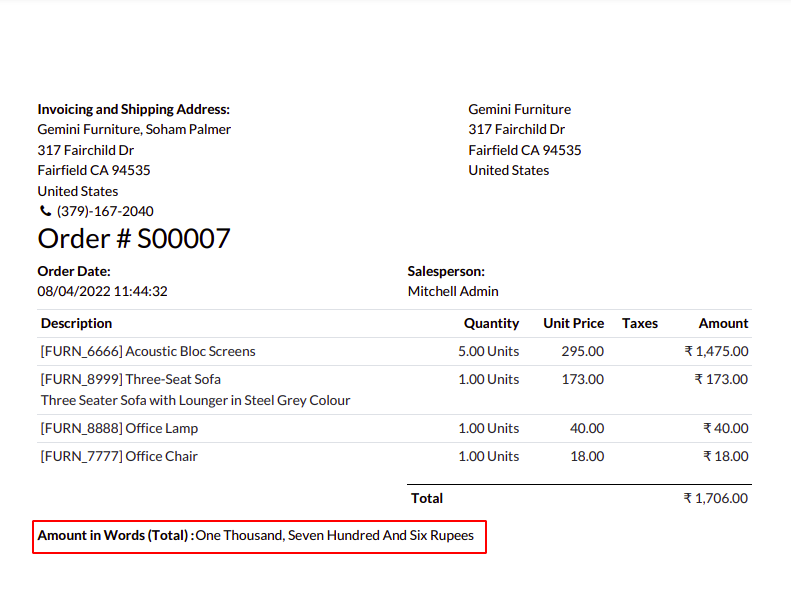 Invoicing and Shipping Address:
Gemini Furniture, Soham Palmer
317 Fairchild Dr
Fairfield CA 94535
United States
(379)-167-2040
Gemini Furniture
317 Fairchild Dr
Fairfield CA 94535
United States
Order # S00007
Order Date:
08/04/2022 11:44:32
Salesperson:
Mitchell Admin
Description Quantity Unit Price Taxes Amount
[FURN_6666] Acoustic Bloc Screens 5.00 Units 295.00 ₹ 1,475.00
[FURN_8999] Three-Seat Sofa 1.00 Units 173.00 ₹ 173.00
Three Seater Sofa with Lounger in Steel Grey Colour
[FURN_8888] Office Lamp 1.00 Units 40.00 ₹ 40.00
[FURN_7777] Office Chair 1.00 Units 18.00 ₹ 18.00
Total ₹ 1,706.00
Amount in Words (Total) :One Thousand, Seven Hundred And Six Rupees